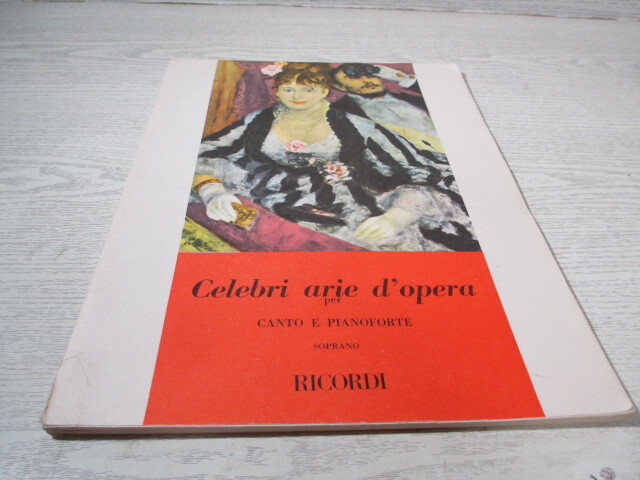 Celebri arie d'opera
per
CANTO E PIANOFORTE
SOPRANO
RICORDI